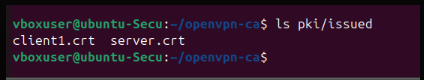 vboxuser@ubuntu-Secu:~/openvpn-ca$ ls pki/issued
client1.crt  server.crt
vboxuser@ubuntu-Secu:~/openvpn-ca$